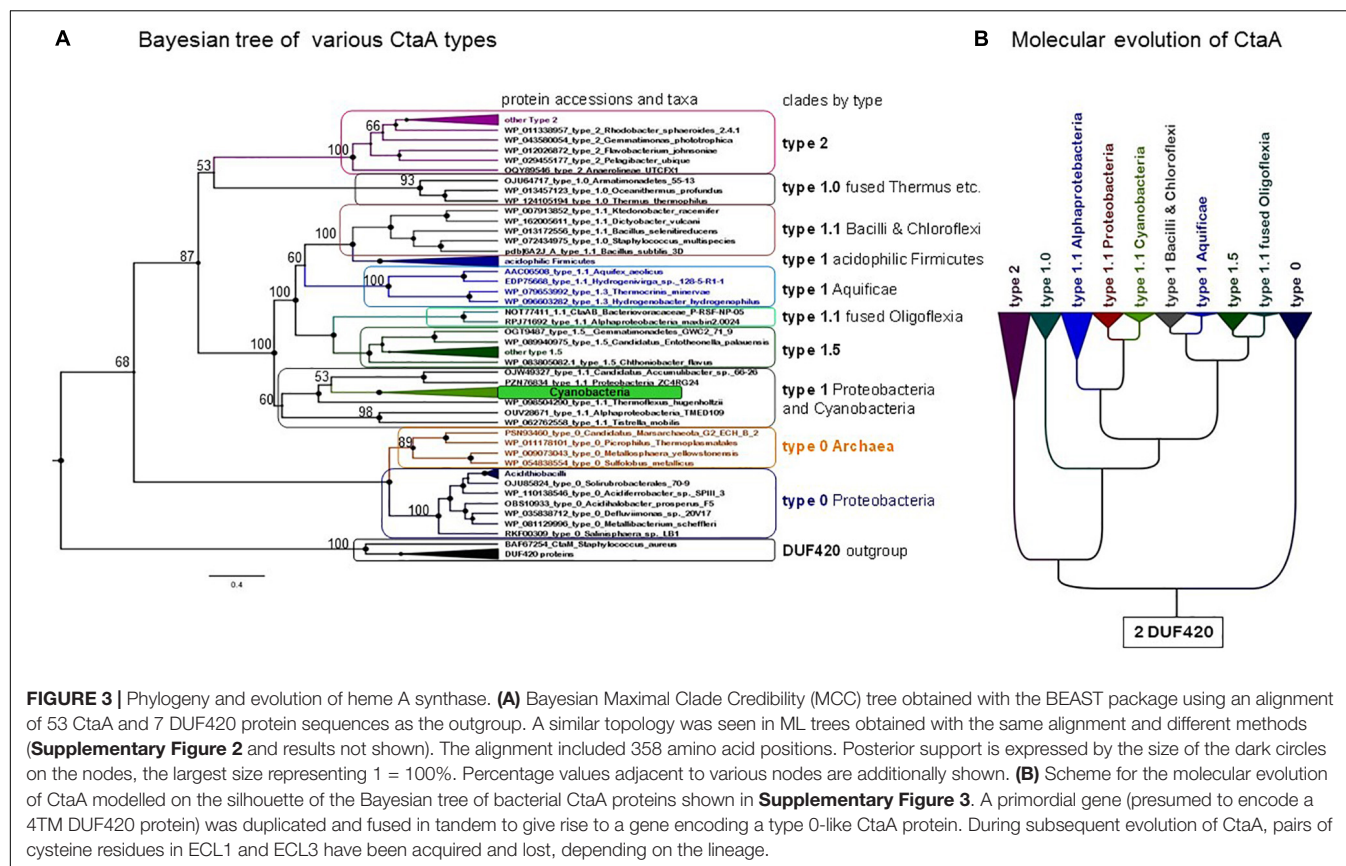 A Bayesian tree of various CtaA types
B Molecular evolution of CtaA
protein accessions and taxa
clades by type
other Type 2
WP_011338957_type_2_Rhodobacter_sphaeroides_2.4.1
WP_043580054_type_2_Gemmatimonas_phototrophica
WP_012026872_type_2_Flavobacterium_johnsoniae
WP_029455177_type_2_Pelagibacter_ubique
OQY89546_type_2_Anaerolineae_UTCFX1
type 2
OJU64717_type_1.0_Armatimonadetes_55-13
WP_013457123_type_1.0_Oceanithermus_profundus
WP_124105194_type_1.0_Thermus_thermophilus
type 1.0 fused Thermus etc.
WP_007913852_type_1.1_Ktedonobacter_racemifer
WP_162005611_type_1.1_Dictyobacter_vulcani
WP_013172556_type_1.1_Bacillus_selenitireducens
WP_072434975_type_1.0_Staphylococcus_multispecies
pdb|6A2J_A_type_1.1_Bacillus_subtilis_3D
type 1.1 Bacilli & Chloroflexi
acidophilic Firmicutes
type 1 acidophilic Firmicutes
AAC06508_type_1.1_Aquifex_aeolicus
EDP75668_type_1.1_Hydrogenivirga_sp._128-5-R1-1
WP_079653992_type_1.3_Thermocrinis_minervae
WP_096603282_type_1.3_Hydrogenobacter_hydrogenophilus
type 1 Aquificae
NOT77411_1.1_CtaAB_Bacteriovoracaceae_P-RSF-NP-05
RPJ71692_type_1.1_Alphaproteobacteria_maxbin2.0024
type 1.1 fused Oligoflexia
OGT9487_type_1.5_Gemmatimonadetes_GWC2_71_9
WP_089940975_type_1.5_Candidatus_Entotheonella_palauensis
other type 1.5
WP_083805082.1_type_1.5_Chthoniobacter_flavus
type 1.5
OJW49327_type_1.1_Candidatus_Accumulibacter_sp._66-26
PZN76834_type_1.1_Proteobacteria_ZC4RG24
Cyanobacteria
WP_098504290_type_1.1_Thermoflexus_hugenholtzii
OUV28671_type_1.1_Alphaproteobacteria_TMED109
WP_062762558_type_1.1_Tistrella_mobilis
type 1 Proteobacteria
and Cyanobacteria
PSN93460_type_0_Candidatus_Marsarchaeota_G2_ECH_B_2
WP_011178101_type_0_Picrophilus_Thermoplasmatales
WP_009073043_type_0_Metallosphaera_yellowstonensis
WP_054838554_type_0_Sulfolobus_metallicus
type 0 Archaea
Acidithiobacilli
OJU85824_type_0_Solirubrobacterales_70-9
WP_110138546_type_0_Acidiferrobacter_sp._SPIII_3
OBS10933_type_0_Acidihalobacter_prosperus_F5
WP_035838712_type_0_Defluviimonas_sp._20V17
WP_081129996_type_0_Metallibacterium_scheffleri
RKF00309_type_0_Salinisphaera_sp._LB1
type 0 Proteobacteria
BAF67254_CtaM_Staphylococcus_aureus
DUF420 proteins
DUF420 outgroup
66
100
53
93
87
100
60
100
100
68
53
60
98
89
100
100
0.4
type 2
type 1.0
type 1.1 Alphaprotebacteria
type 1.1 Proteobacteria
type 1.1 Cyanobacteria
type 1 Bacilli & Chloroflexi
type 1 Aquificae
type 1.5
type 1.1 fused Oligoflexia
type 0
2 DUF420
FIGURE 3 | Phylogeny and evolution of heme A synthase. (A) Bayesian Maximal Clade Credibility (MCC) tree obtained with the BEAST package using an alignment
of 53 CtaA and 7 DUF420 protein sequences as the outgroup. A similar topology was seen in ML trees obtained with the same alignment and different methods
(Supplementary Figure 2 and results not shown). The alignment included 358 amino acid positions. Posterior support is expressed by the size of the dark circles
on the nodes, the largest size representing 1 = 100%. Percentage values adjacent to various nodes are additionally shown. (B) Scheme for the molecular evolution
of CtaA modelled on the silhouette of the Bayesian tree of bacterial CtaA proteins shown in Supplementary Figure 3. A primordial gene (presumed to encode a
4TM DUF420 protein) was duplicated and fused in tandem to give rise to a gene encoding a type 0-like CtaA protein. During subsequent evolution of CtaA, pairs of
cysteine residues in ECL1 and ECL3 have been acquired and lost, depending on the lineage.